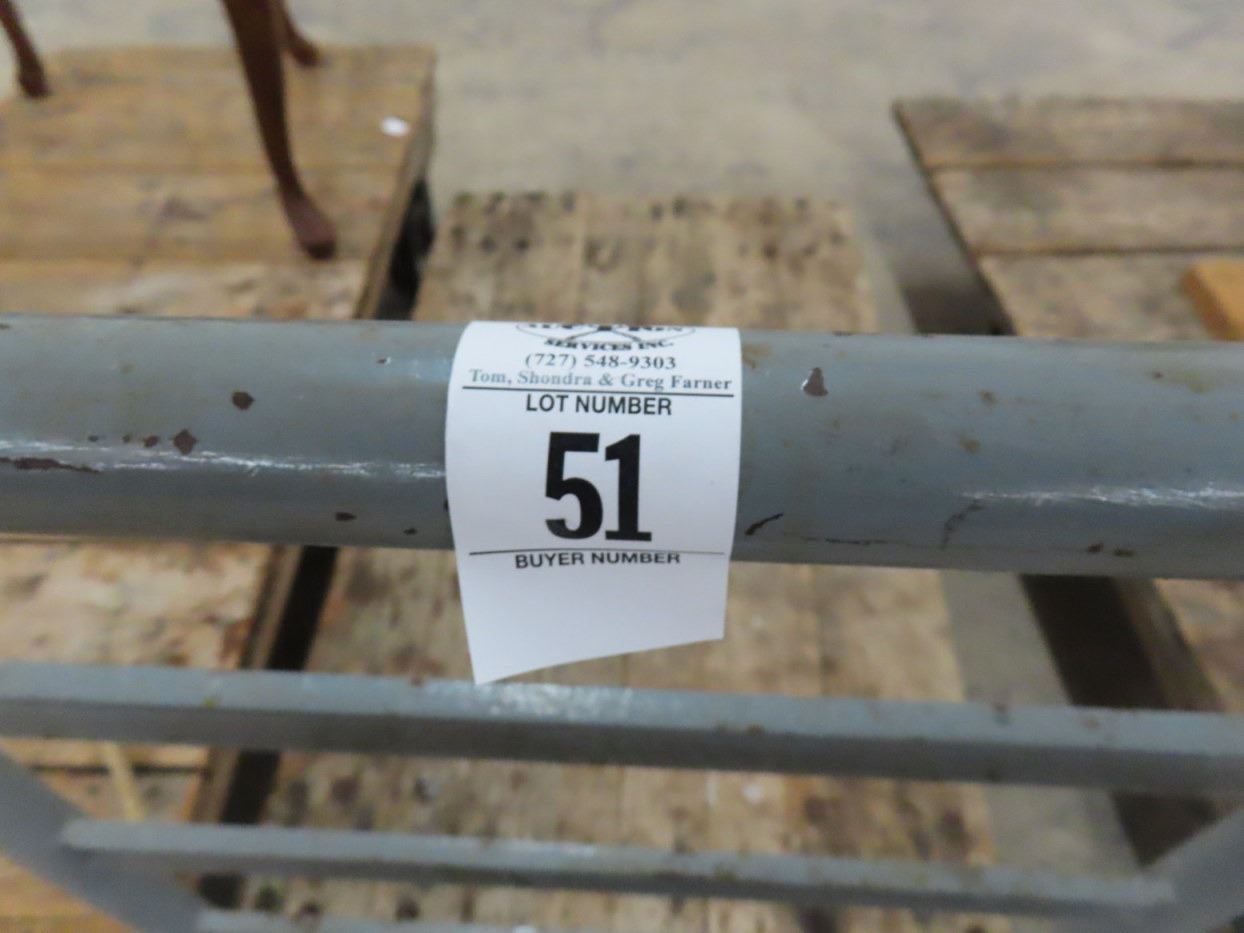 SERVICES INC.
(727) 548-9303
Tom, Shondra & Greg Farner
LOT NUMBER
51
BUYER NUMBER